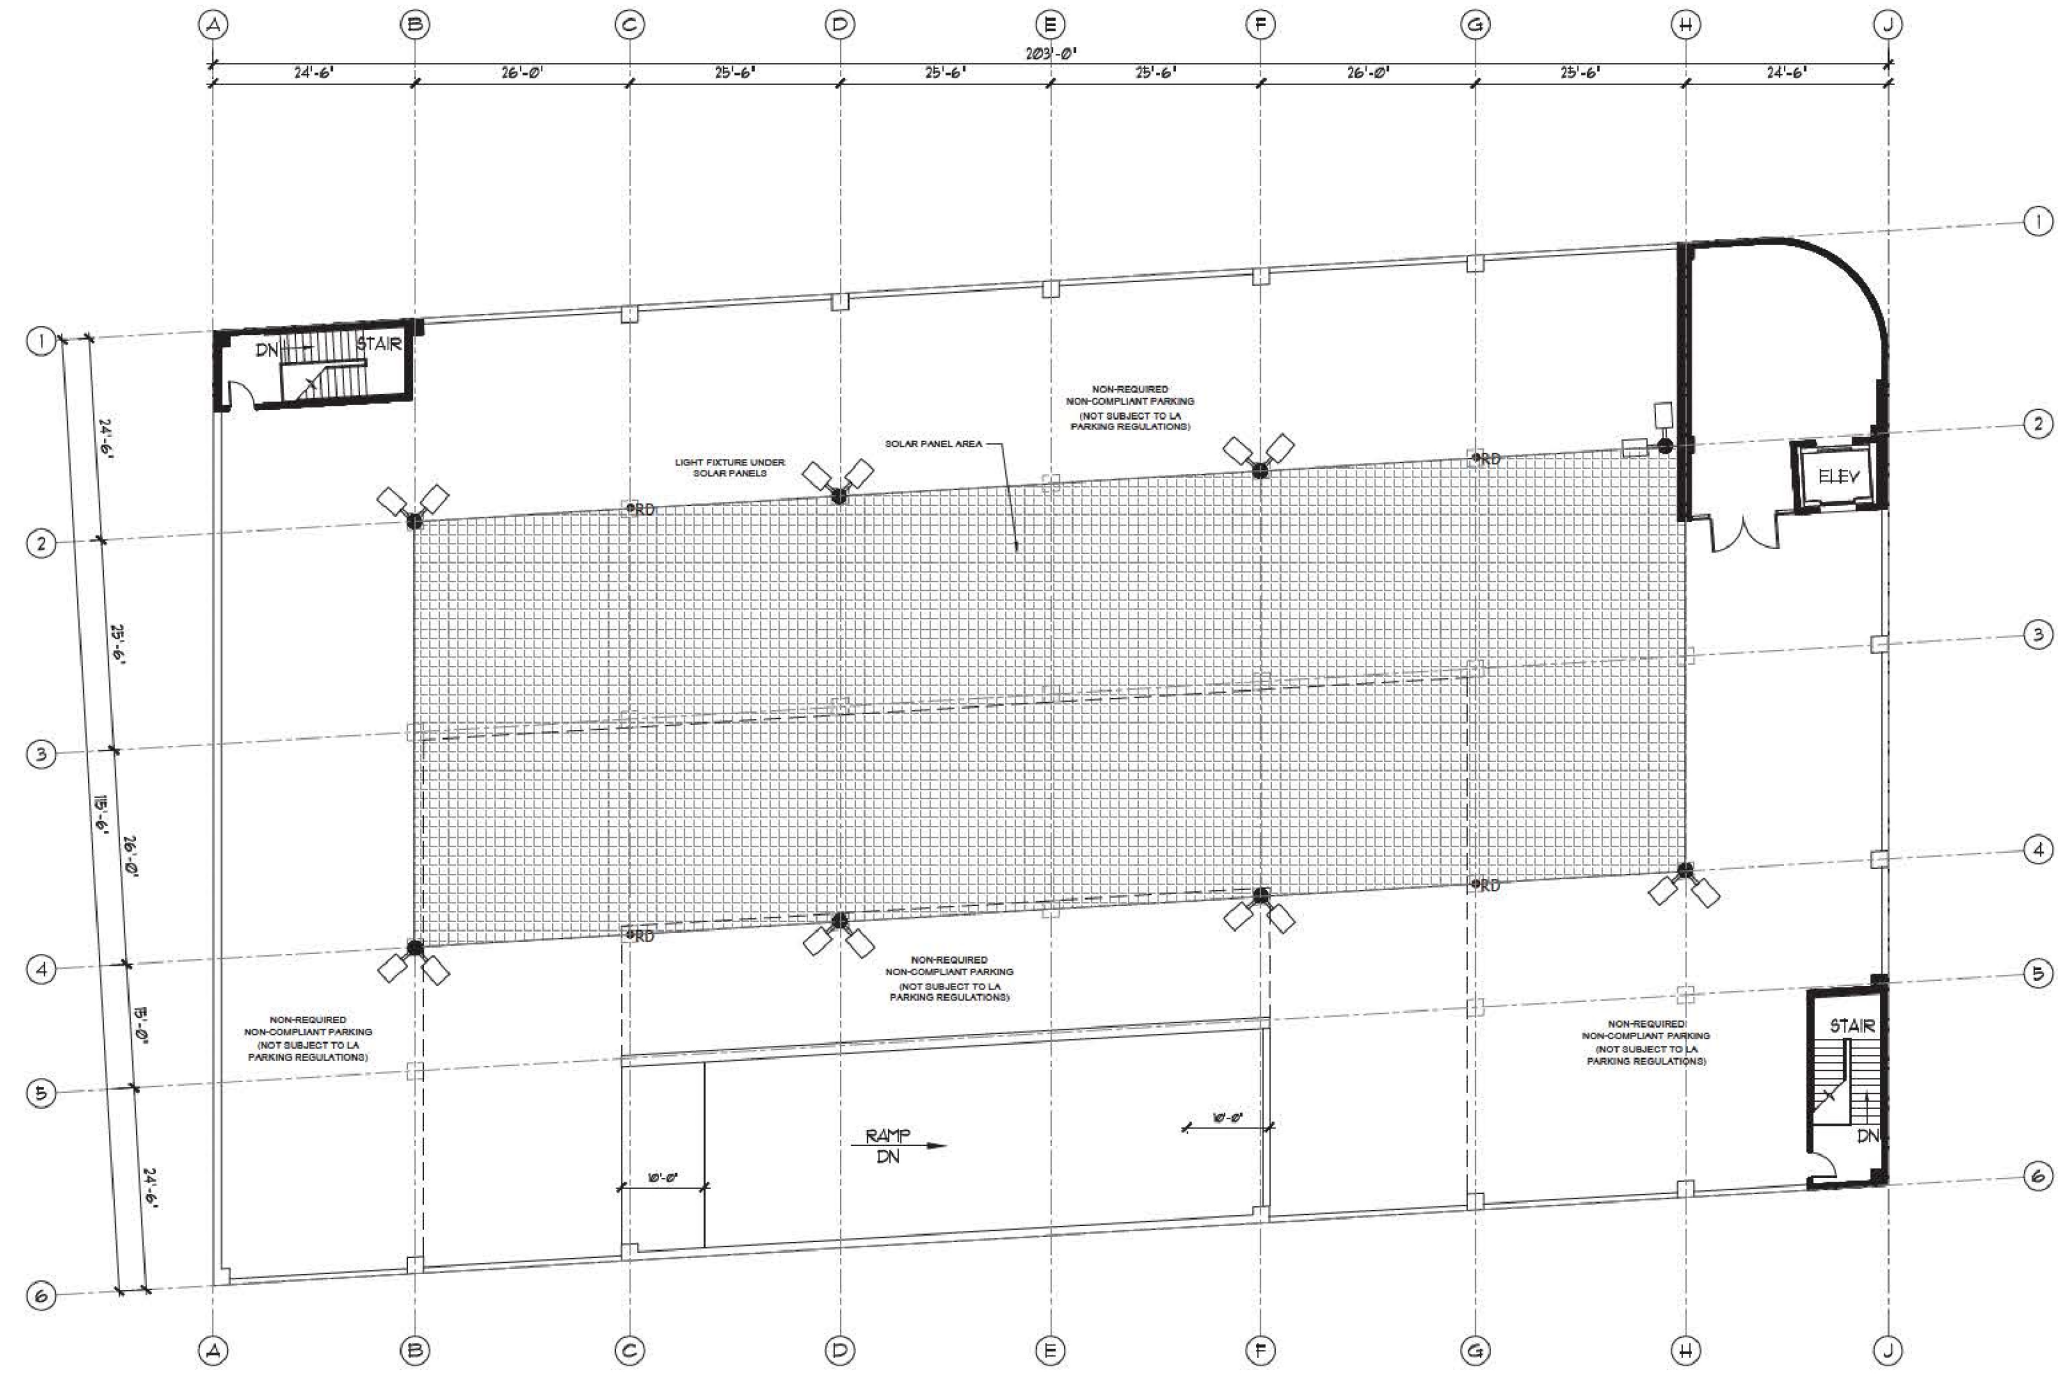 A B C D E F G H J
203'-0"
24'-6" 26'-0" 25'-6" 25'-6" 25'-6" 26'-0" 25'-6" 24'-6"
1
1
DN STAIR
24'-6"
NON-REQUIRED
NON-COMPLIANT PARKING
(NOT SUBJECT TO LA
PARKING REGULATIONS)
2
SOLAR PANEL AREA
LIGHT FIXTURE UNDER
SOLAR PANELS
RD
ELEV
RD
2
25'-6"
3
3
115'-6"
26'-0"
4
RD
RD
4
NON-REQUIRED
NON-COMPLIANT PARKING
(NOT SUBJECT TO LA
PARKING REGULATIONS)
5
15'-0"
NON-REQUIRED
NON-COMPLIANT PARKING
(NOT SUBJECT TO LA
PARKING REGULATIONS)
NON-REQUIRED
NON-COMPLIANT PARKING
(NOT SUBJECT TO LA
PARKING REGULATIONS)
STAIR
5
10'-0"
RAMP
DN
DN
24'-6"
10'-0"
6
6
A B C D E F G H J